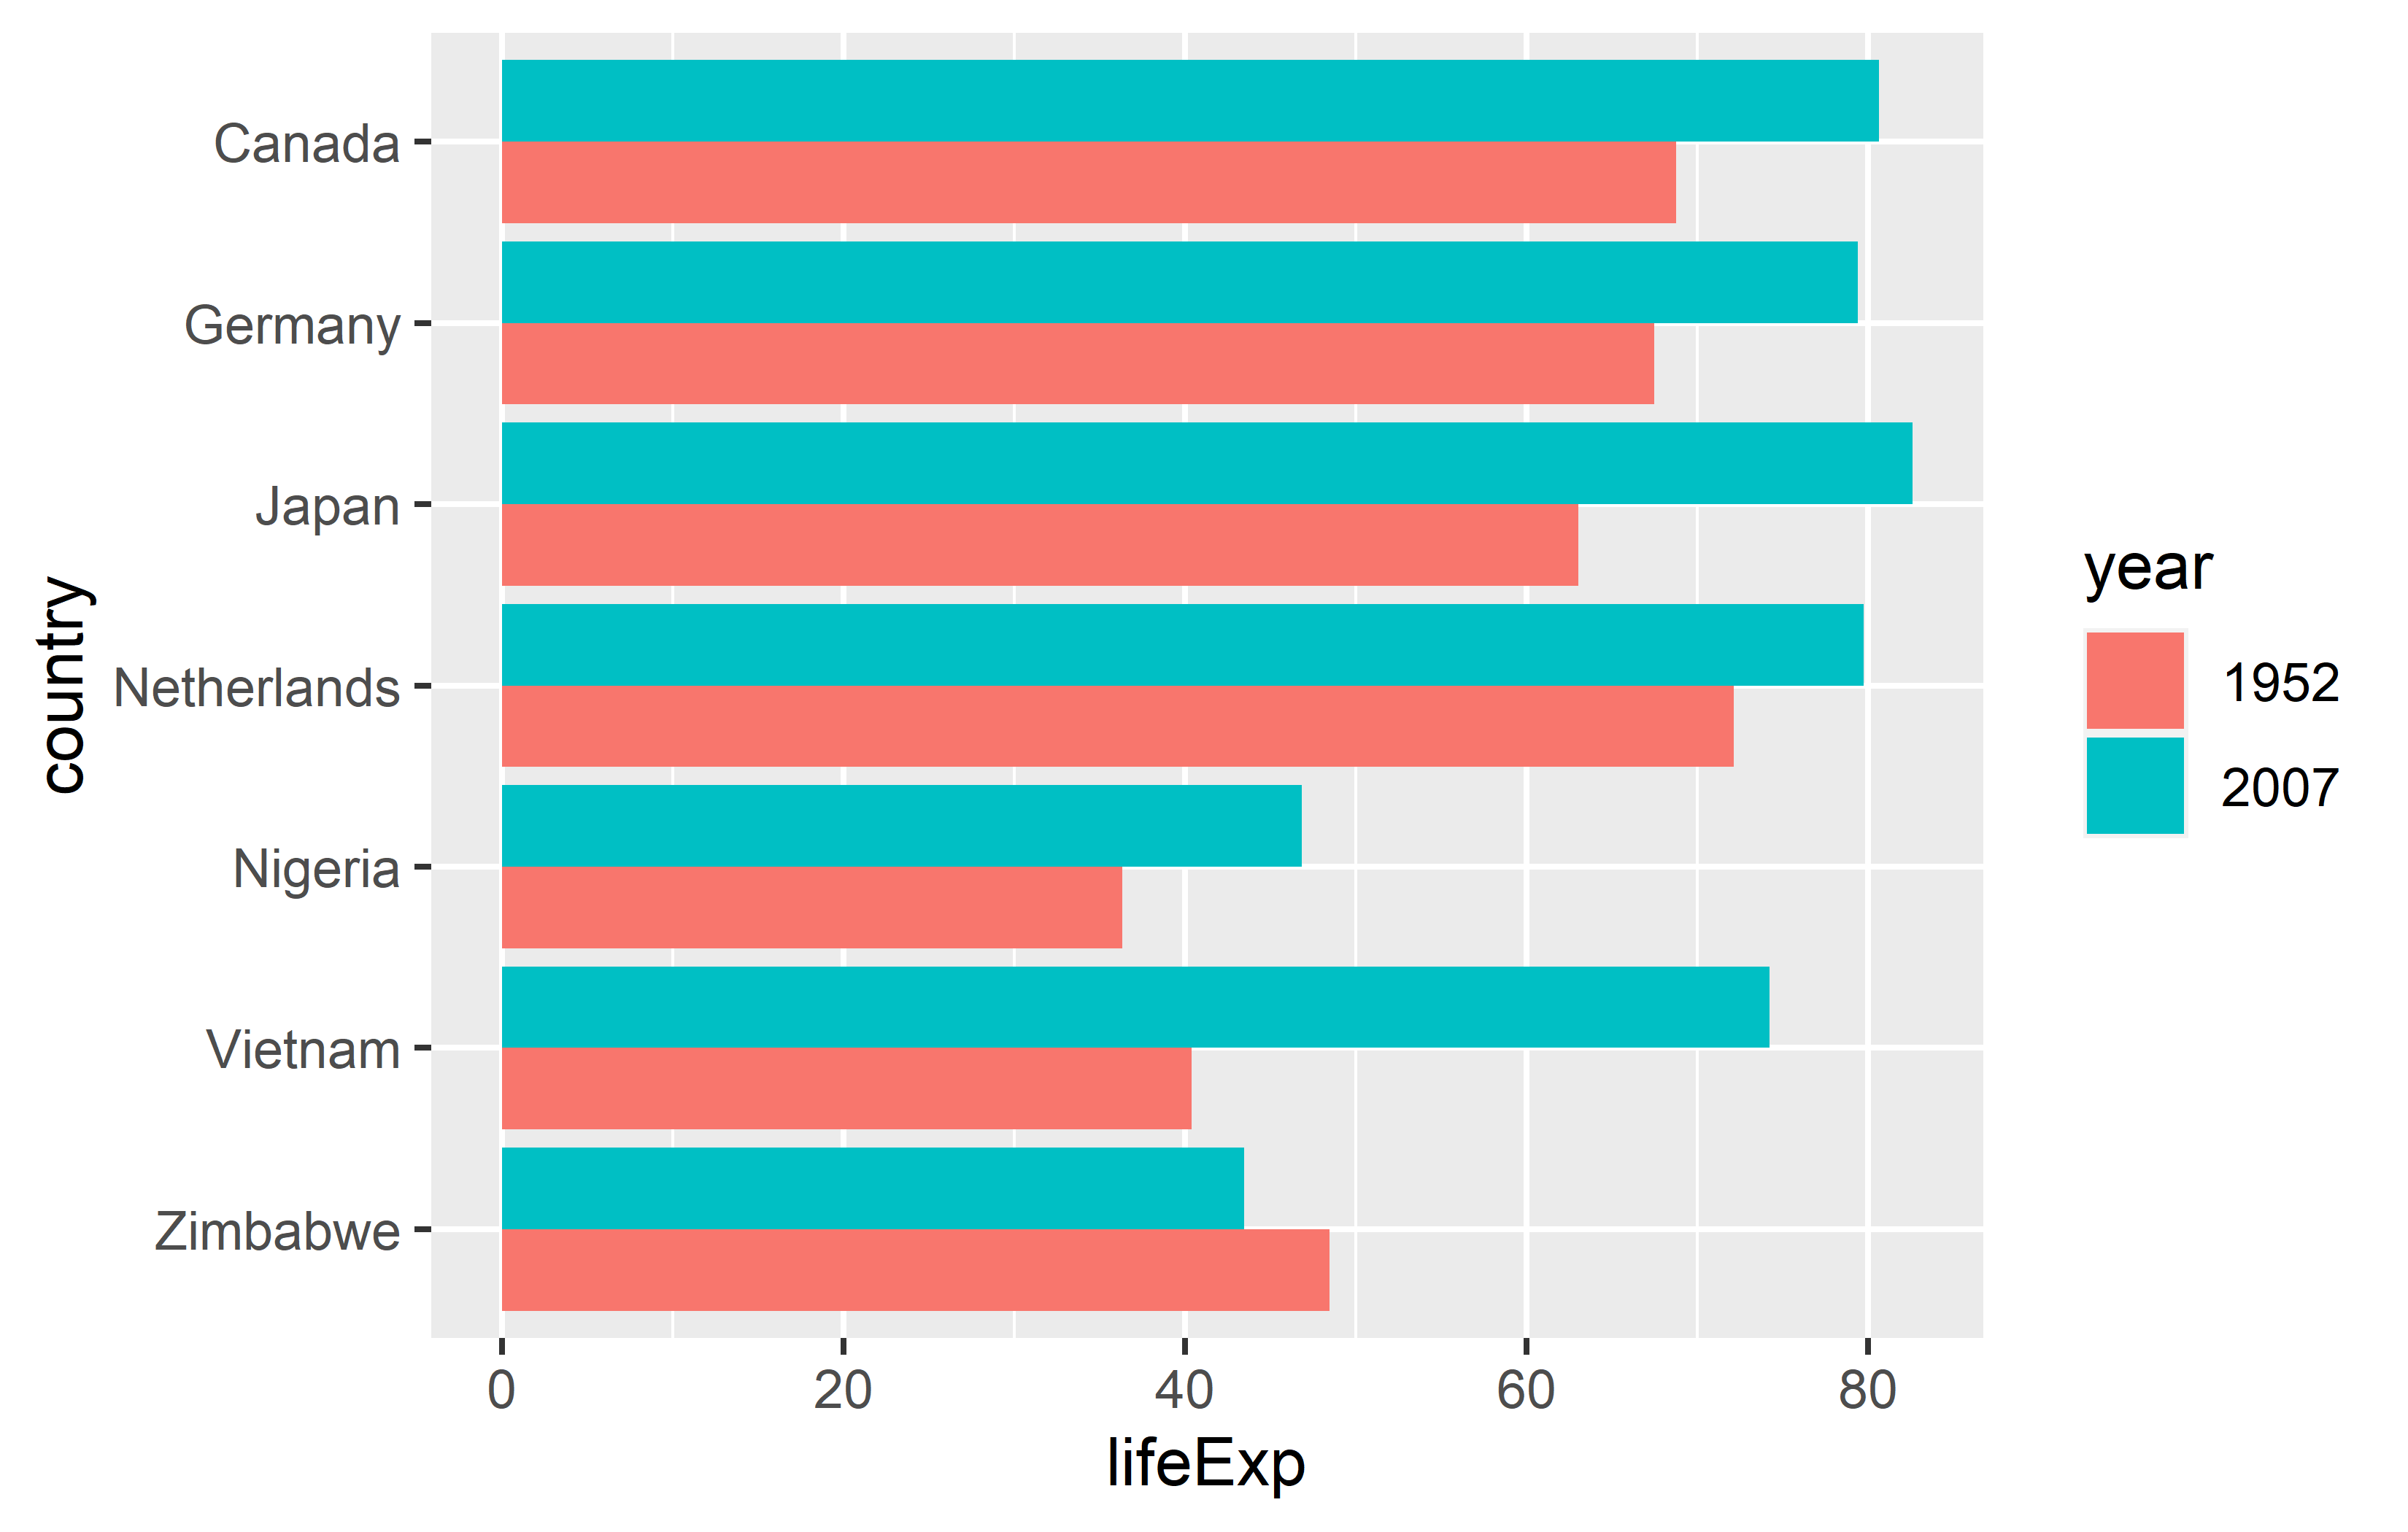 country
Canada
Germany
Japan
Netherlands
Nigeria
Vietnam
Zimbabwe
0 20 40 60 80
lifeExp
year
1952
2007